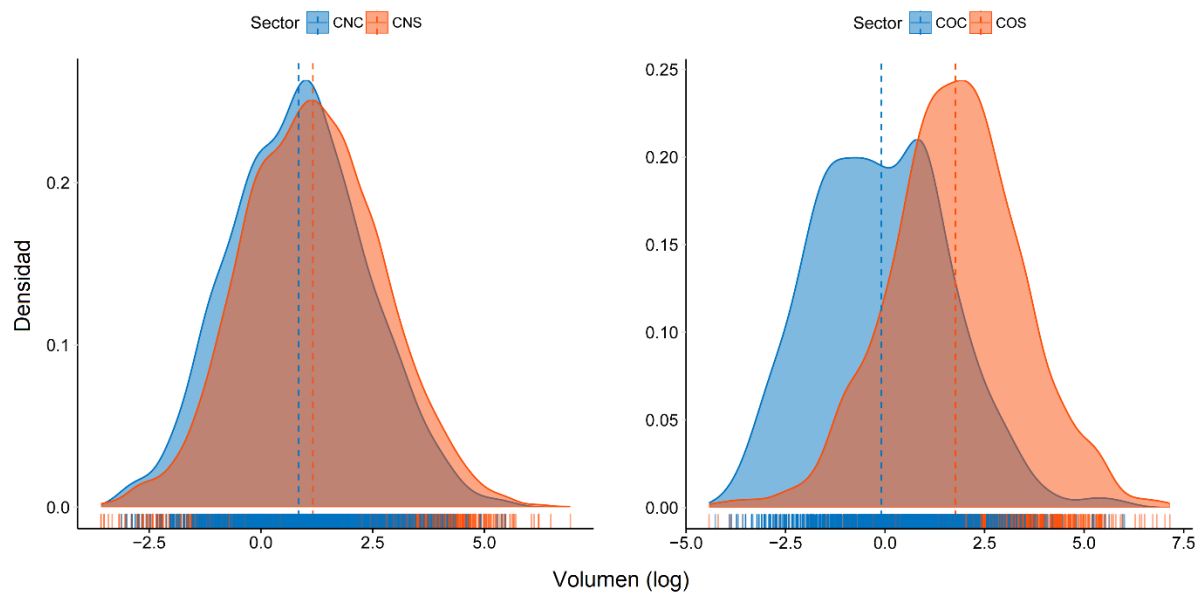 Sector CNC CNS
Sector COC COS
Densidad
0.2
0.1
0.0
−2.5 0.0 2.5 5.0
0.25
0.20
0.15
0.10
0.05
0.00
−5.0 −2.5 0.0 2.5 5.0 7.5
Volumen (log)